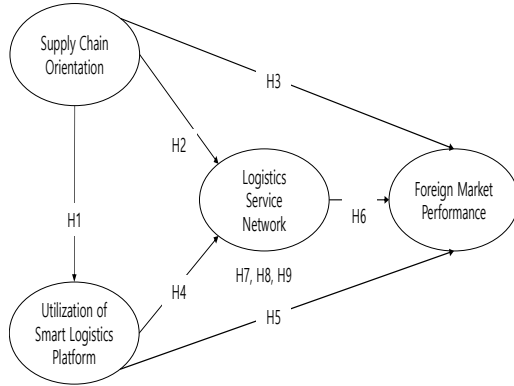 Supply Chain
Orientation
H3
H2
Logistics
Service
Network
Foreign Market
Performance
H1
H6
H7, H8, H9
H4
H5
Utilization of
Smart Logistics
Platform